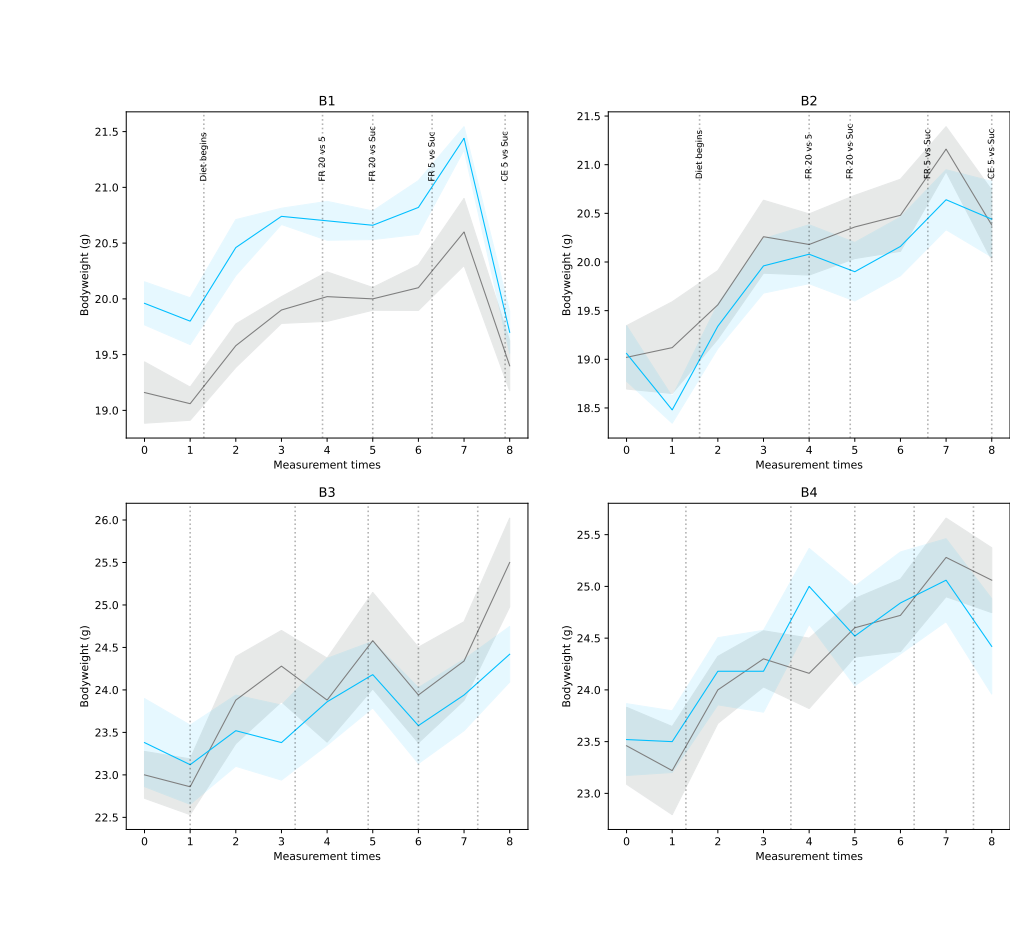 B1
Bodyweight (g)
21.5
21.0
20.5
20.0
19.5
19.0
Diet begins
FR 20 vs 5
FR 20 vs Suc
FR 5 vs Suc
CE 5 vs Suc
0 1 2 3 4 5 6 7 8
Measurement times
B2
Bodyweight (g)
21.5
21.0
20.5
20.0
19.5
19.0
18.5
Diet begins
FR 20 vs 5
FR 20 vs Suc
FR 5 vs Suc
CE 5 vs Suc
0 1 2 3 4 5 6 7 8
Measurement times
B3
Bodyweight (g)
26.0
25.5
25.0
24.5
24.0
23.5
23.0
22.5
0 1 2 3 4 5 6 7 8
Measurement times
B4
Bodyweight (g)
25.5
25.0
24.5
24.0
23.5
23.0
0 1 2 3 4 5 6 7 8
Measurement times